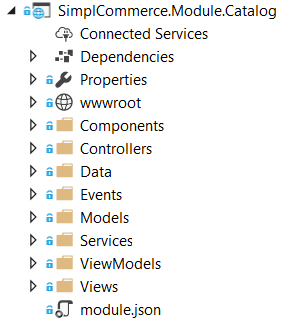 SimplCommerce.Module.Catalog
Connected Services
Dependencies
Properties
wwwroot
Components
Controllers
Data
Events
Models
Services
ViewModels
Views
module.json